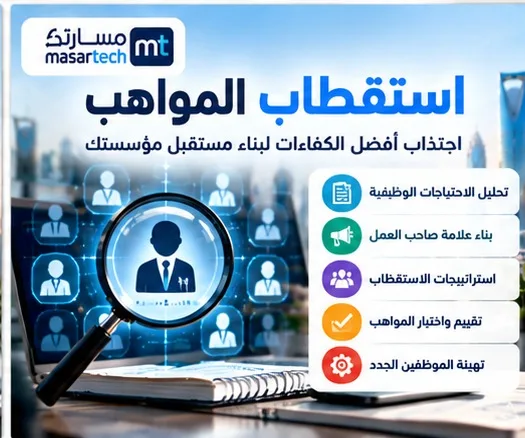 مسارتك
masartech
mt
استقطاب المواهب
اجتذاب أفضل الكفاءات لبناء مستقبل مؤسستك
تحليل الاحتياجات الوظيفية
بناء علامة صاحب العمل
استراتيجيات الاستقطاب
تقييم واختبار المواهب
تهيئة الموظفين الجدد